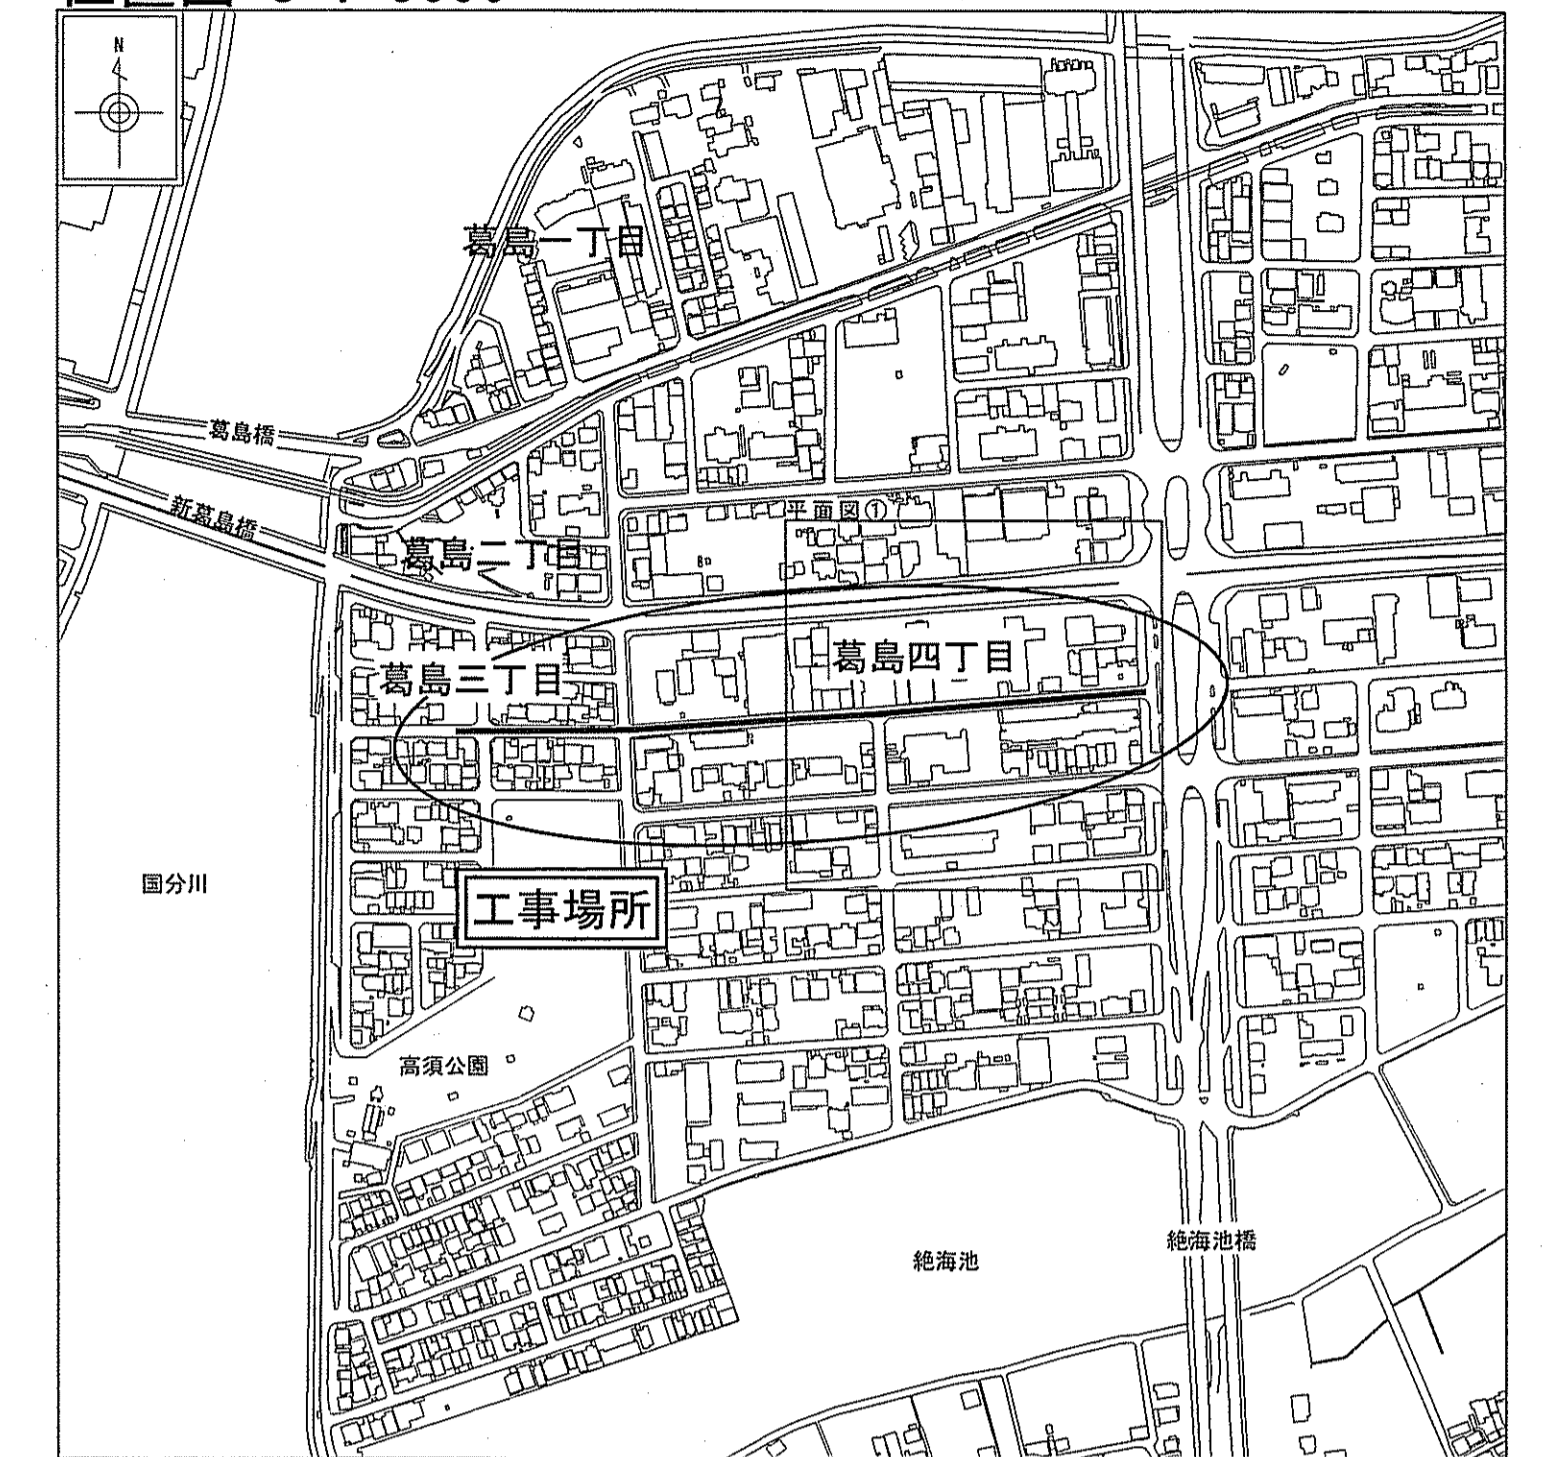 N
葛島一丁目
葛島橋
新葛島橋
平面図①
葛島二丁目
葛島四丁目
葛島三丁目
国分川
工事場所
高須公園
絶海池橋
絶海池